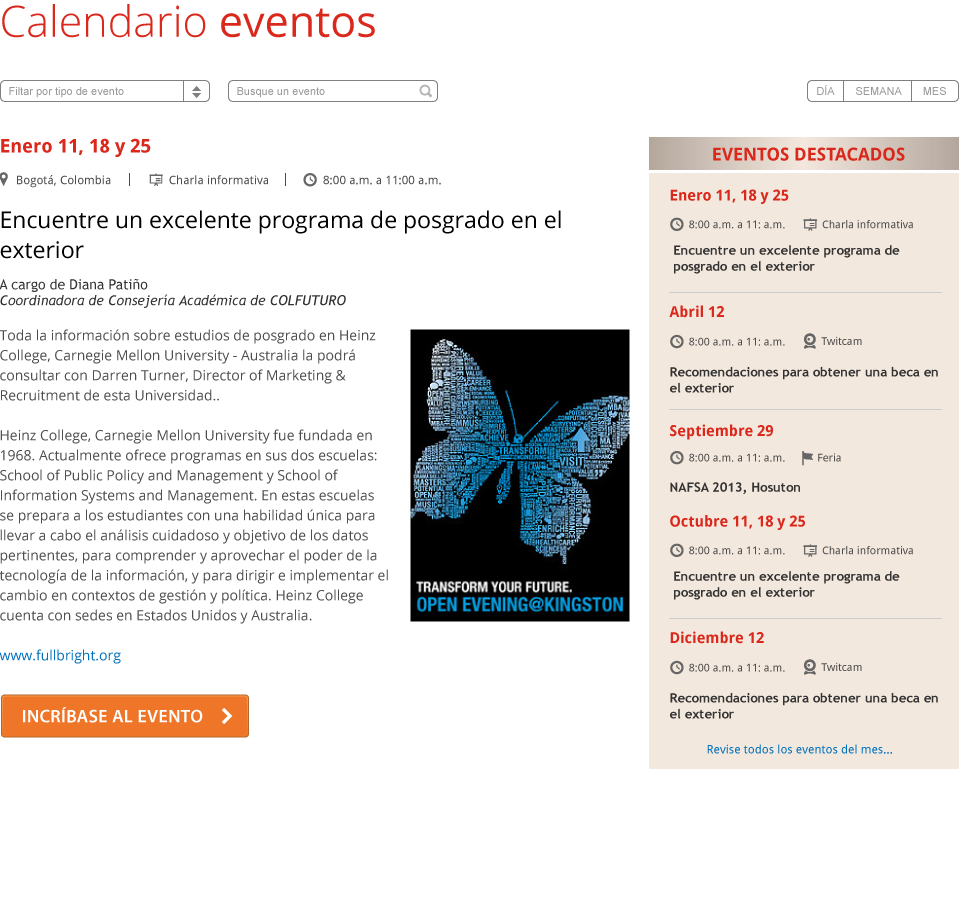 Calendario eventos
Filtar por tipo de evento
Busque un evento
DÍA SEMANA MES
Enero 11, 18 y 25
Bogotá, Colombia | Charla informativa | 8:00 a.m. a 11:00 a.m.
Encuentre un excelente programa de posgrado en el
exterior
A cargo de Diana Patiño
Coordinadora de Consejería Académica de COLFUTURO
Toda la información sobre estudios de posgrado en Heinz
College, Carnegie Mellon University - Australia la podrá
consultar con Darren Turner, Director of Marketing &
Recruitment de esta Universidad..
Heinz College, Carnegie Mellon University fue fundada en
1968. Actualmente ofrece programas en sus dos escuelas:
School of Public Policy and Management y School of
Information Systems and Management. En estas escuelas
se prepara a los estudiantes con una habilidad única para
llevar a cabo el análisis cuidadoso y objetivo de los datos
pertinentes, para comprender y aprovechar el poder de la
tecnología de la información, y para dirigir e implementar el
cambio en contextos de gestión y política. Heinz College
cuenta con sedes en Estados Unidos y Australia.
www.fullbright.org
INCRÍBASE AL EVENTO
TRANSFORM
VISIT
TRANSFORM YOUR FUTURE.
OPEN EVENING@KINGSTON
EVENTOS DESTACADOS
Enero 11, 18 y 25
8:00 a.m. a 11: a.m. Charla informativa
Encuentre un excelente programa de
posgrado en el exterior
Abril 12
8:00 a.m. a 11: a.m. Twitcam
Recomendaciones para obtener una beca en
el exterior
Septiembre 29
8:00 a.m. a 11: a.m. Feria
NAFSA 2013, Hosuton
Octubre 11, 18 y 25
8:00 a.m. a 11: a.m. Charla informativa
Encuentre un excelente programa de
posgrado en el exterior
Diciembre 12
8:00 a.m. a 11: a.m. Twitcam
Recomendaciones para obtener una beca en
el exterior
Revise todos los eventos del mes...